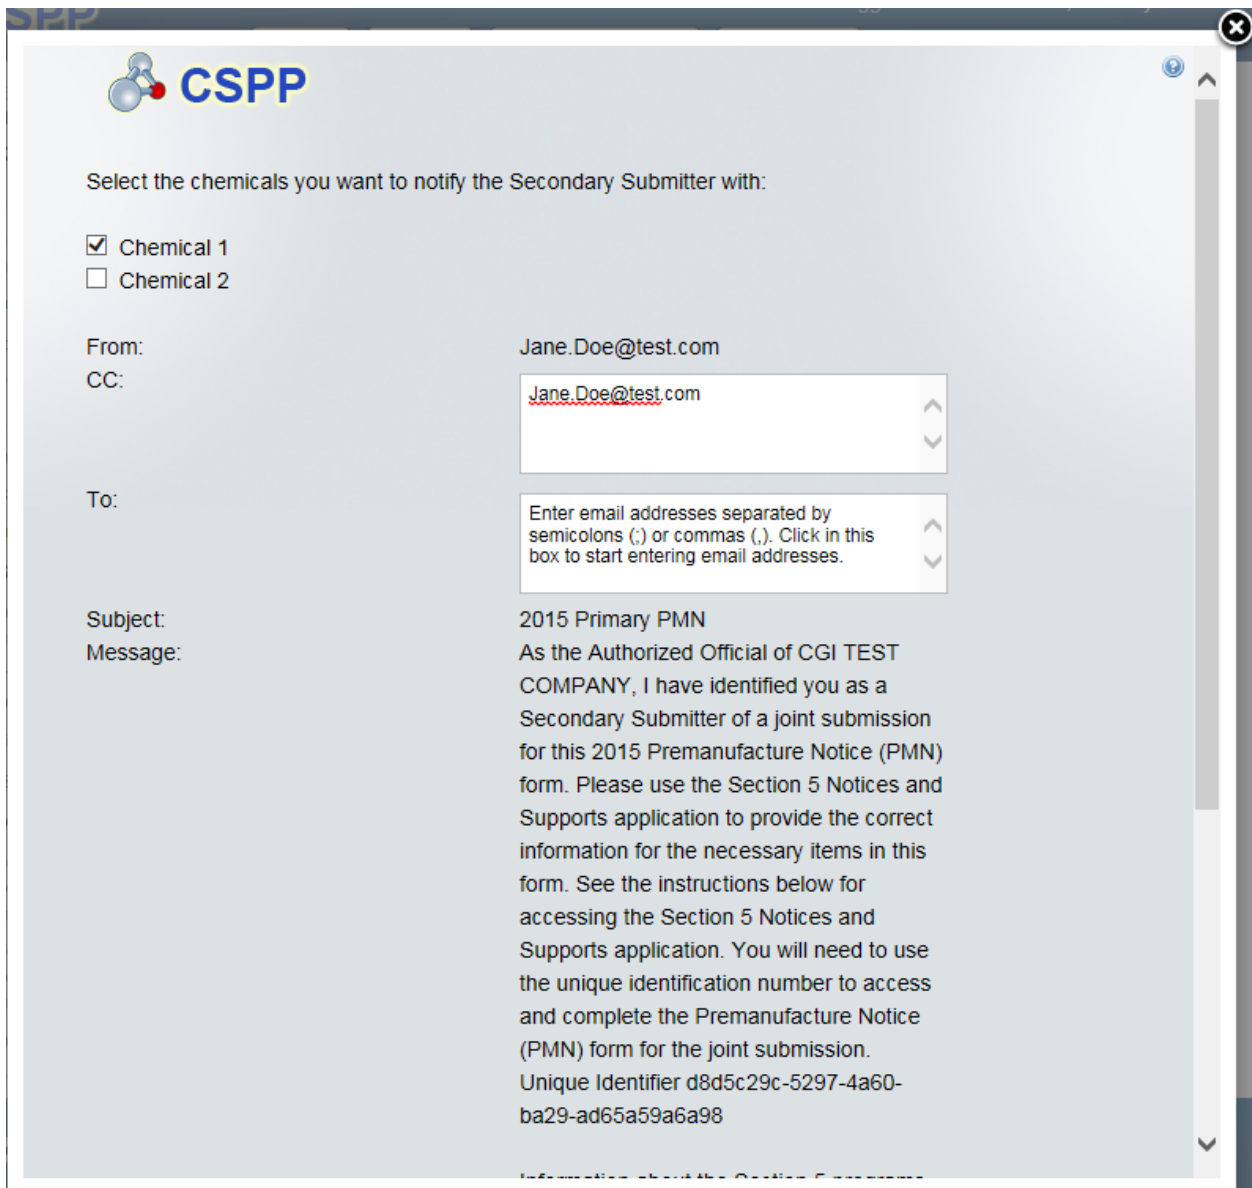 CSPP
CSPP
Select the chemicals you want to notify the Secondary Submitter with:
Chemical 1
Chemical 2
From: Jane.Doe@test.com
CC: Jane.Doe@test.com
To: Enter email addresses separated by
semicolons (;) or commas (,). Click in this
box to start entering email addresses.
Subject: 2015 Primary PMN
Message: As the Authorized Official of CGI TEST
COMPANY, I have identified you as a
Secondary Submitter of a joint submission
for this 2015 Premanufacture Notice (PMN)
form. Please use the Section 5 Notices and
Supports application to provide the correct
information for the necessary items in this
form. See the instructions below for
accessing the Section 5 Notices and
Supports application. You will need to use
the unique identification number to access
and complete the Premanufacture Notice
(PMN) form for the joint submission.
Unique Identifier d8d5c29c-5297-4a60-
ba29-ad65a59a6a98
Information about the Section 5 programs